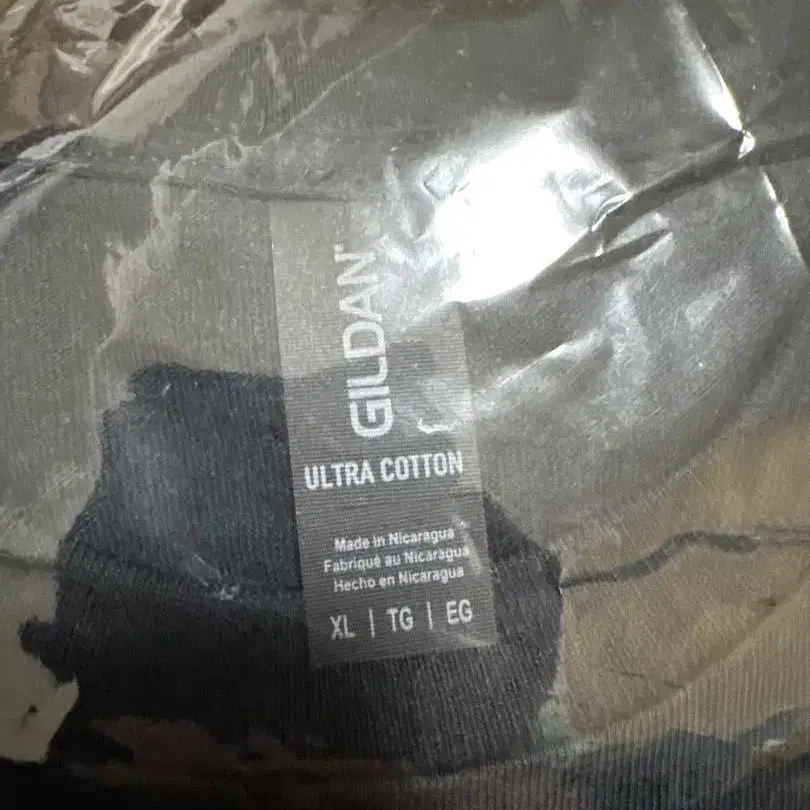 GILDAN
ULTRA COTTON
Made in Nicaragua
Fabriqué au Nicaragua
Hecho en Nicaragua
XL | TG | EG